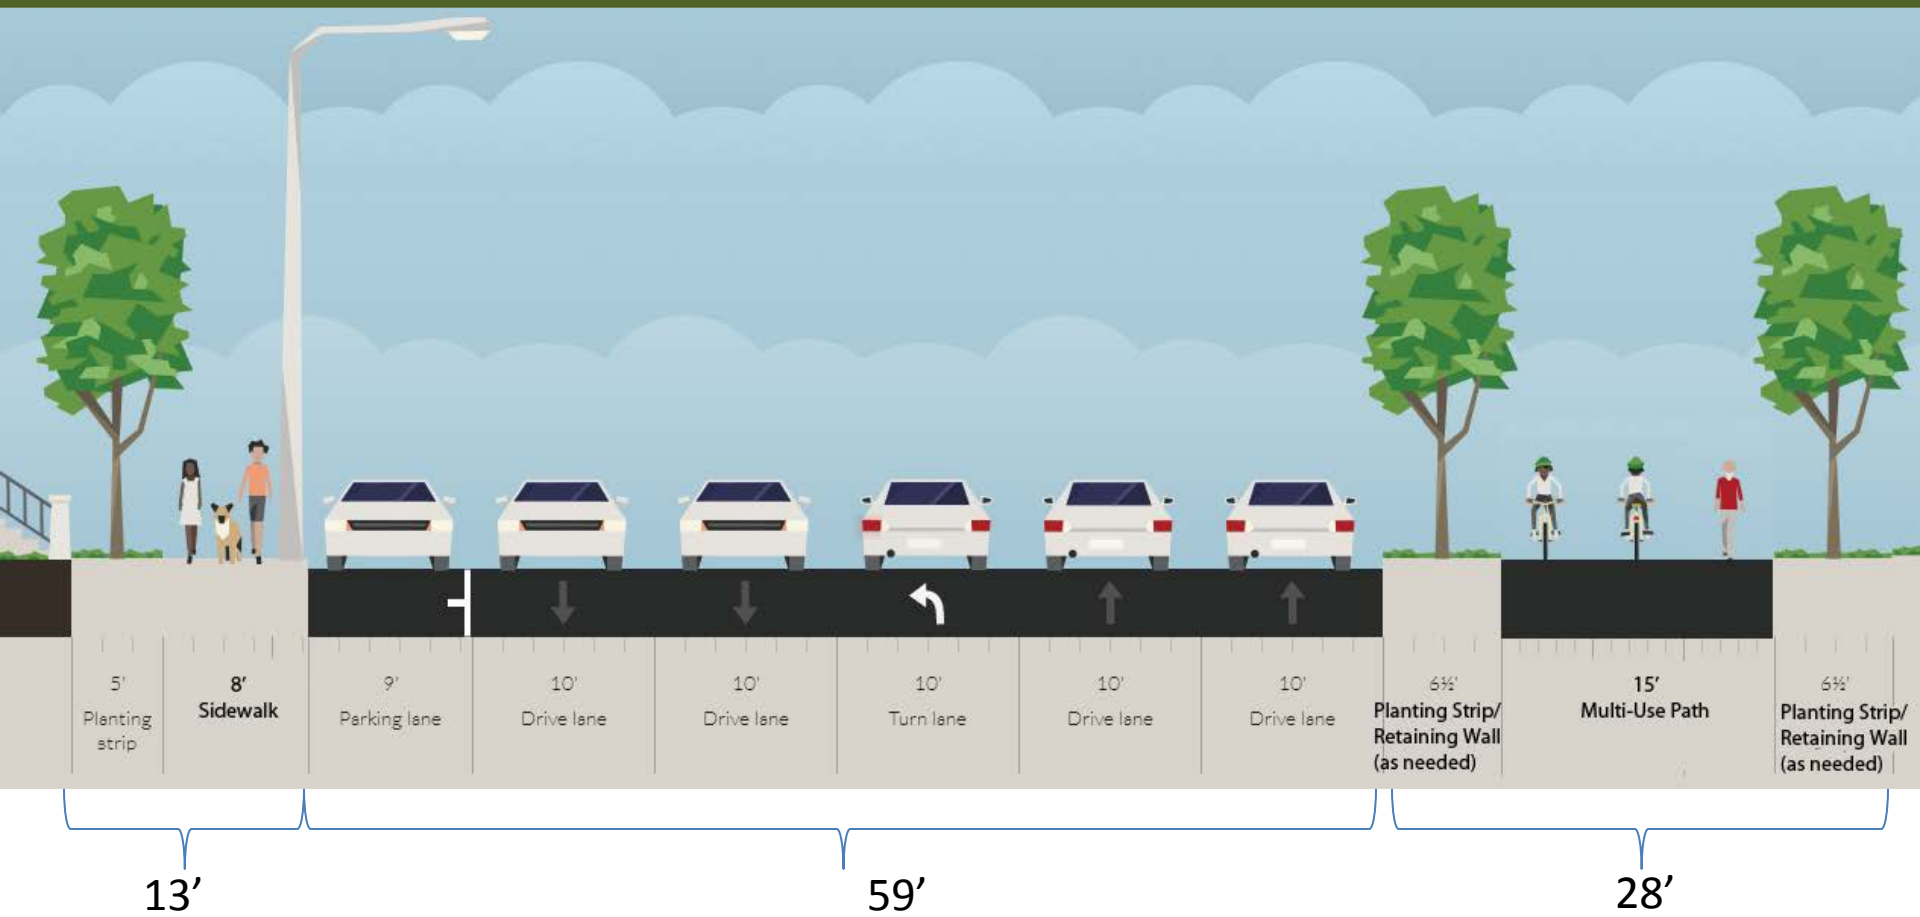 5'
Planting
strip
8'
Sidewalk
9'
Parking lane
10'
Drive lane
10'
Drive lane
10'
Turn lane
10'
Drive lane
10'
Drive lane
6½'
Planting Strip/
Retaining Wall
(as needed)
15'
Multi-Use Path
6½'
Planting Strip/
Retaining Wall
(as needed)
13’
59’
28’